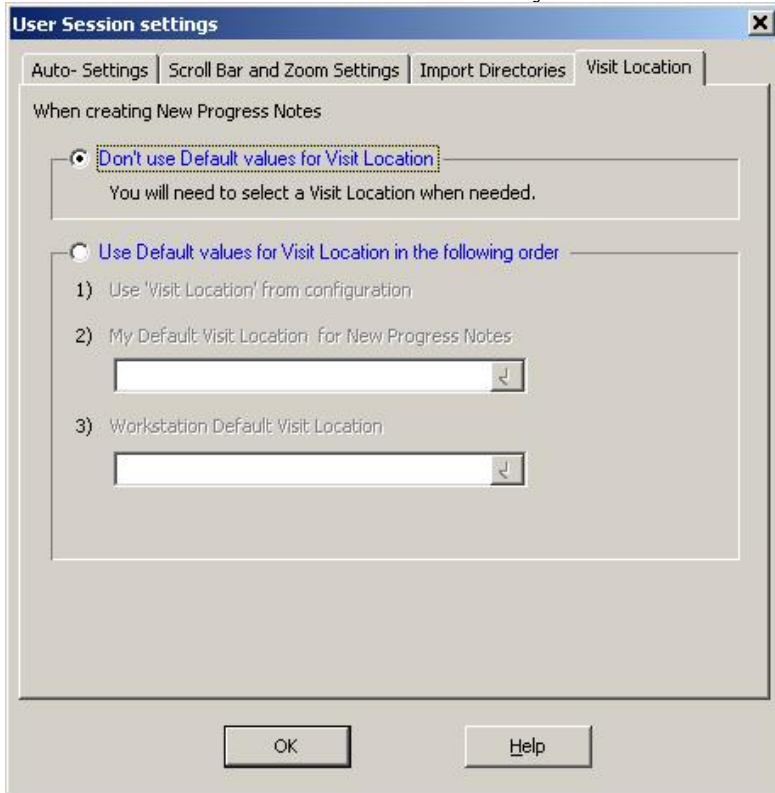 User Session settings
Auto- Settings
Scroll Bar and Zoom Settings
Import Directories
Visit Location
When creating New Progress Notes
Don't use Default values for Visit Location
You will need to select a Visit Location when needed.
Use Default values for Visit Location in the following order
1) Use 'Visit Location' from configuration
2) My Default Visit Location for New Progress Notes
3) Workstation Default Visit Location
OK
Help